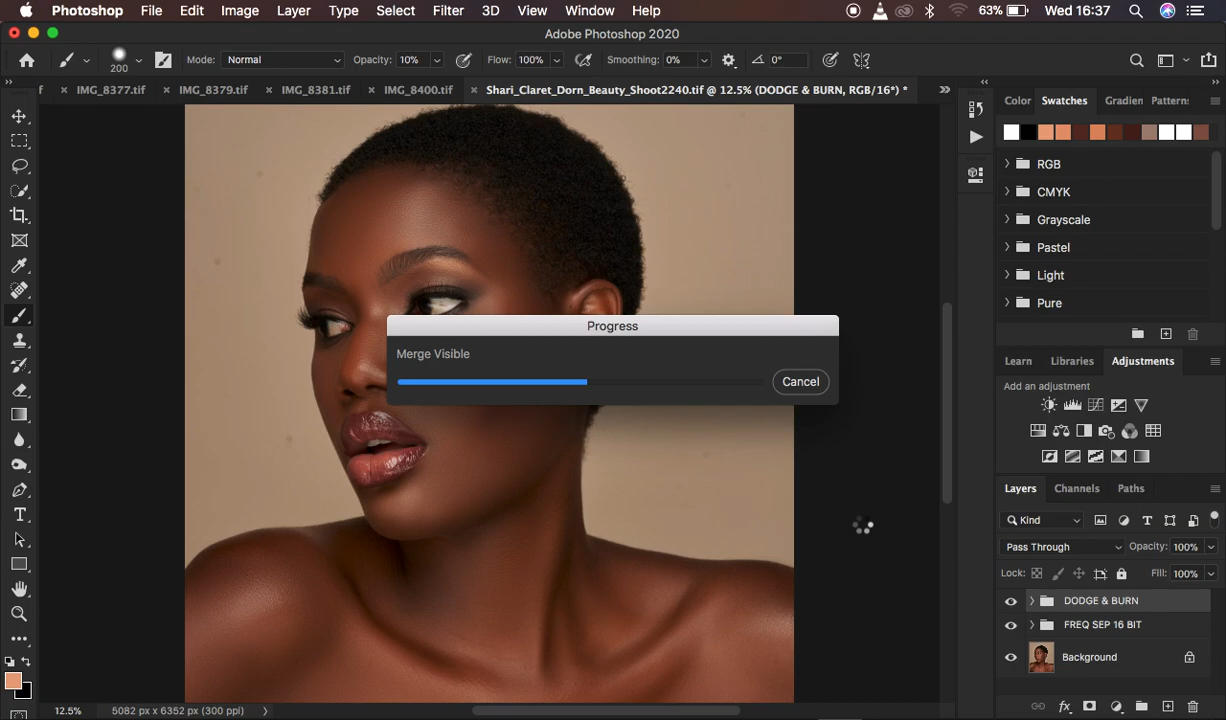 Photoshop File Edit Image Layer Type Select Filter 3D View Window Help 63% Wed 16:37
Adobe Photoshop 2020
200 Mode: Normal Opacity: 10% Flow: 100% Smoothing: 0% 0°
f × IMG_8377.tif × IMG_8379.tif × IMG_8381.tif × IMG_8400.tif × Shari_Claret_Dorn_Beauty_Shoot2240.tif @ 12.5% (DODGE & BURN, RGB/16*) *
Color Swatches Gradien Pattern:
RGB
CMYK
Grayscale
Pastel
Light
Pure
Progress
Merge Visible
Cancel
Learn Libraries Adjustments
Add an adjustment
Layers Channels Paths
Kind
Pass Through Opacity: 100%
Lock: Fill: 100%
DODGE & BURN
FREQ SEP 16 BIT
Background
12.5% 5082 px x 6352 px (300 ppi)
fx